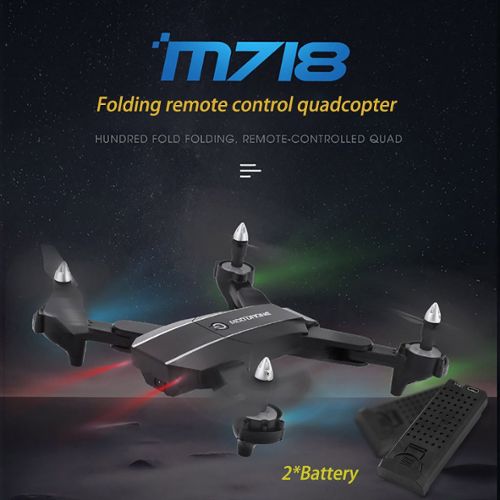 m718
Folding remote control quadcopter
HUNDRED FOLD FOLDING, REMOTE-CONTROLLED QUAD
2*Battery